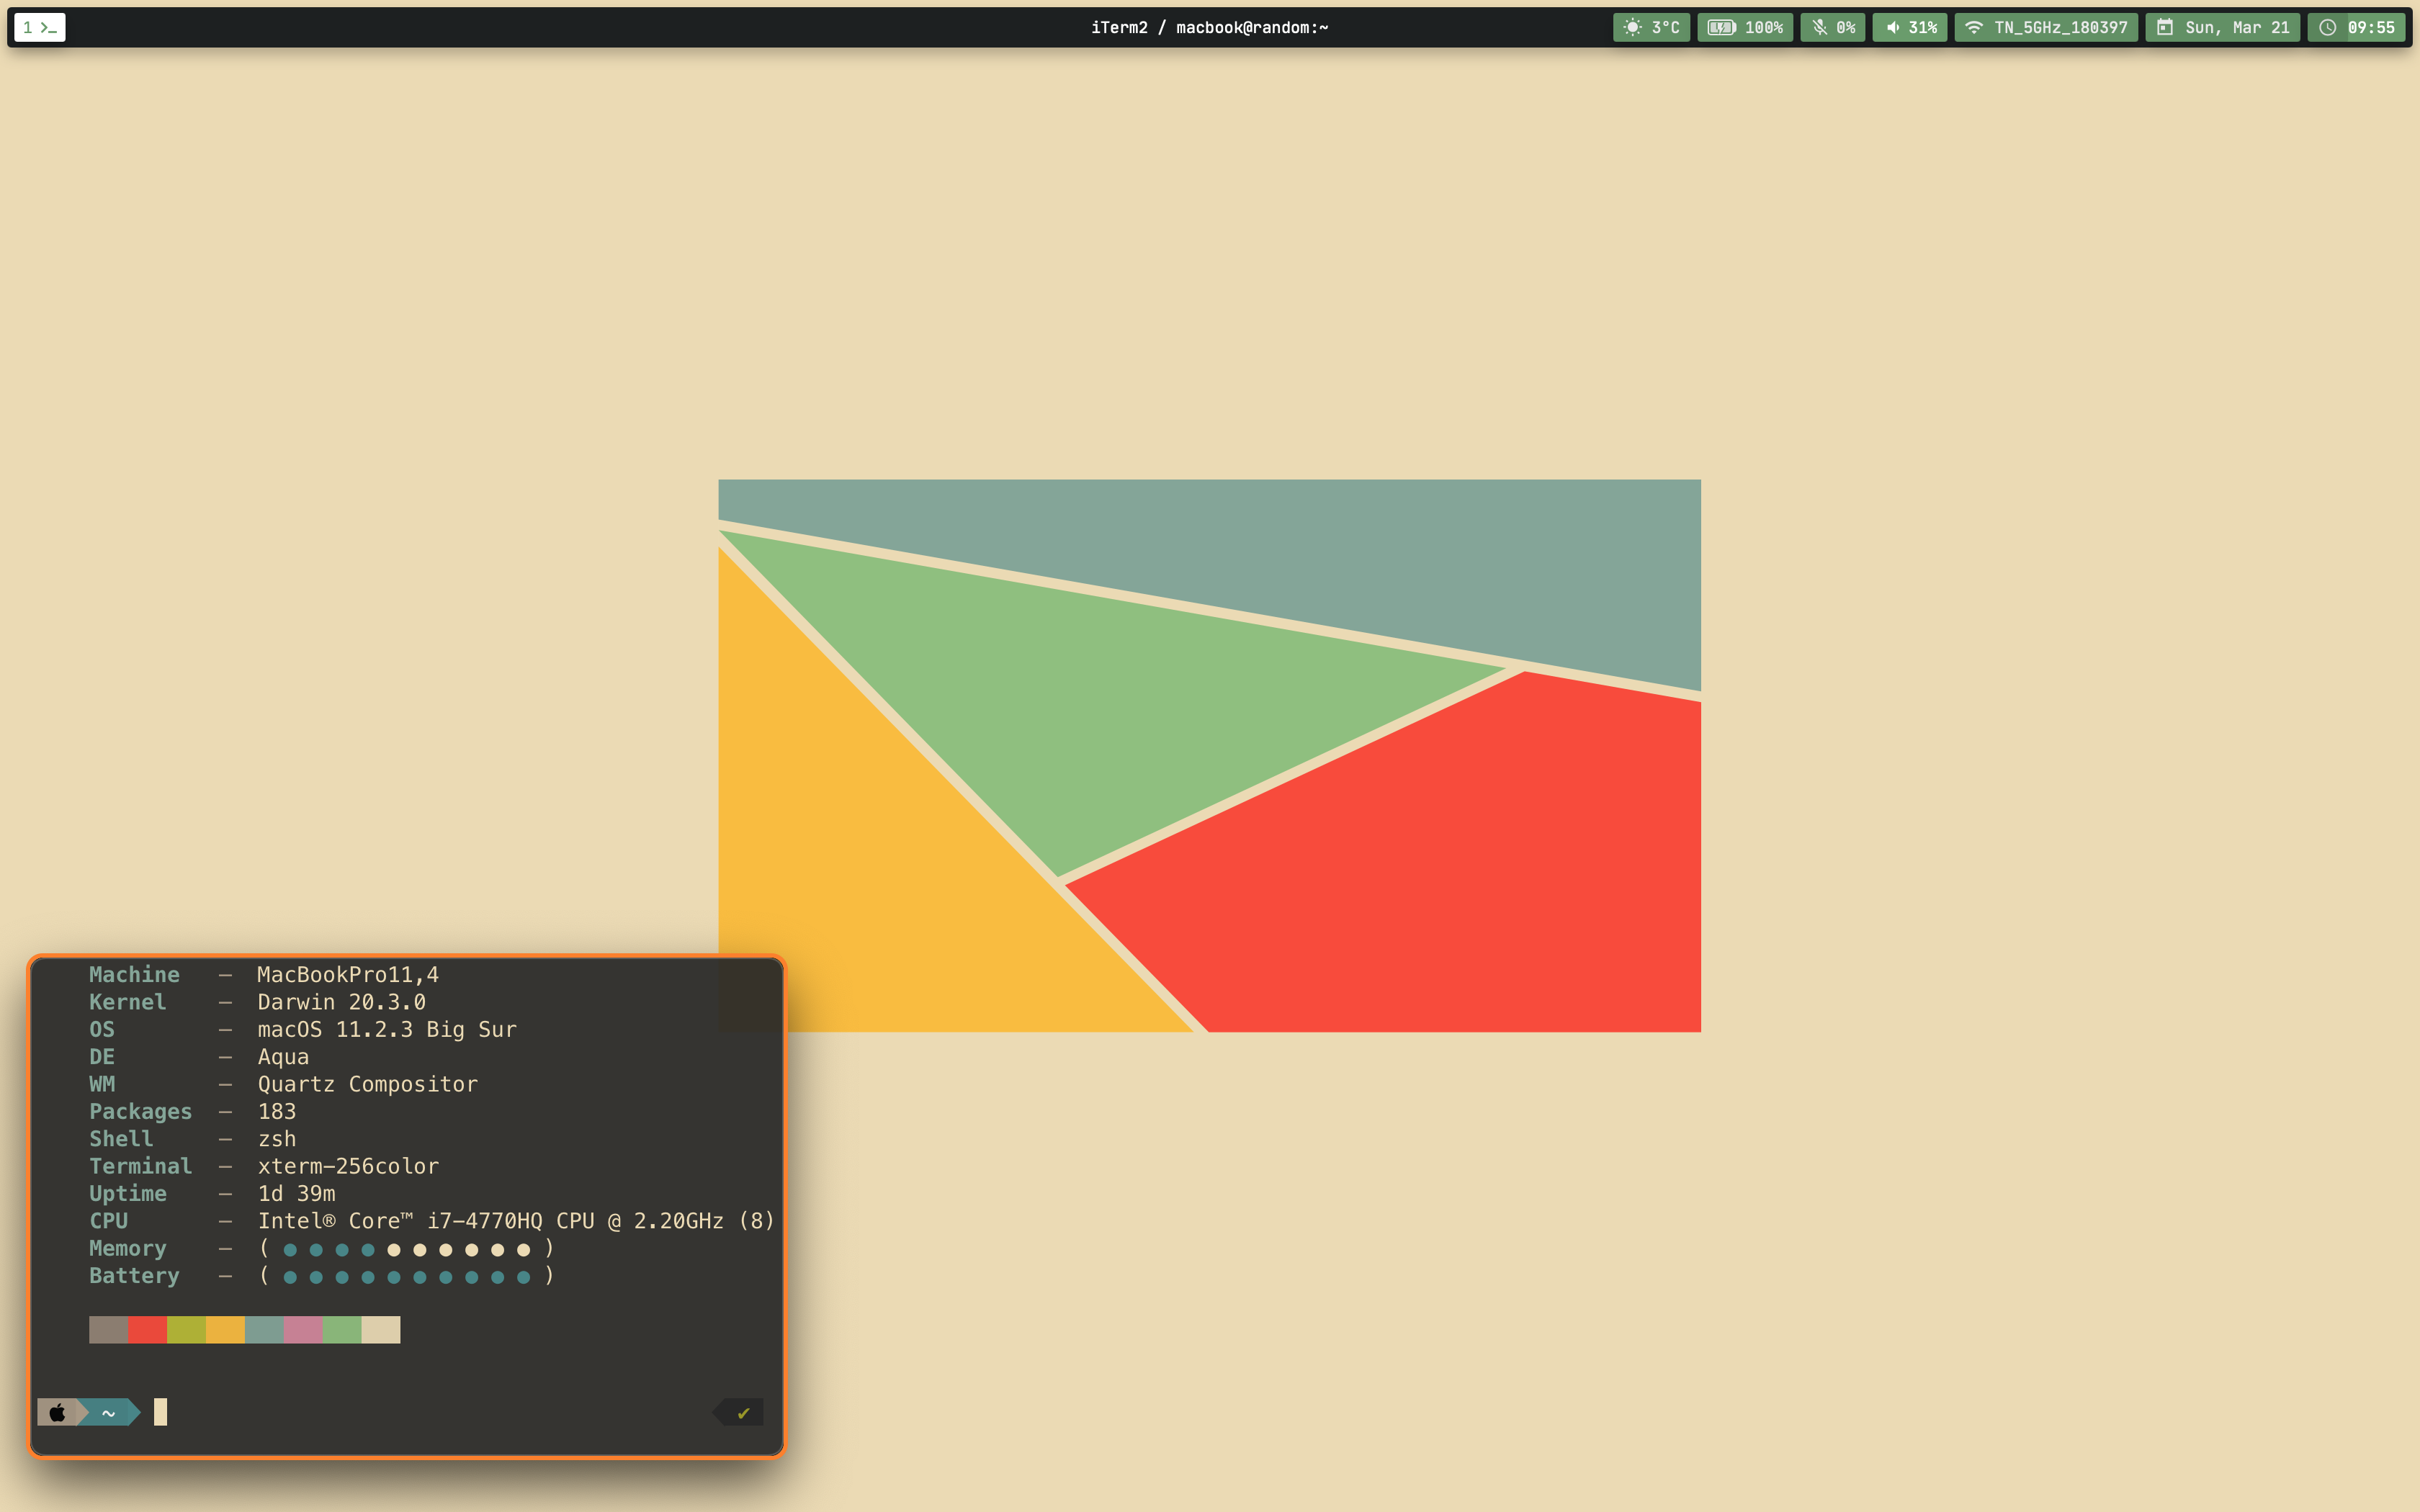 1 >_ iTerm2 / macbook@random:~ 3°C 100% 0% 31% TN_5GHz_180397 Sun, Mar 21 09:55
Machine — MacBookPro11,4
Kernel — Darwin 20.3.0
OS — macOS 11.2.3 Big Sur
DE — Aqua
WM — Quartz Compositor
Packages — 183
Shell — zsh
Terminal — xterm-256color
Uptime — 1d 39m
CPU — Intel® Core™ i7-4770HQ CPU @ 2.20GHz (8)
Memory — ( ● ● ● ● ● ● ● ● ● ● )
Battery — ( ● ● ● ● ● ● ● ● ● ● )
~ ✔